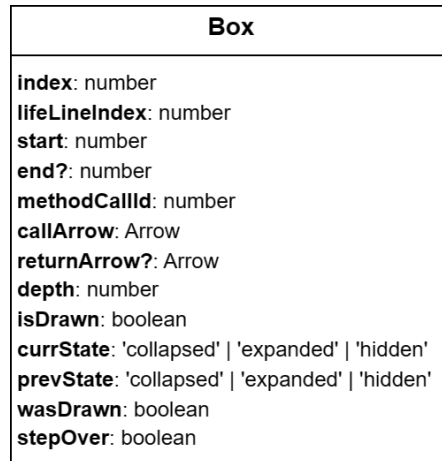 Box
index: number
lifeLineIndex: number
start: number
end?: number
methodCallId: number
callArrow: Arrow
returnArrow?: Arrow
depth: number
isDrawn: boolean
currState: 'collapsed' | 'expanded' | 'hidden'
prevState: 'collapsed' | 'expanded' | 'hidden'
wasDrawn: boolean
stepOver: boolean